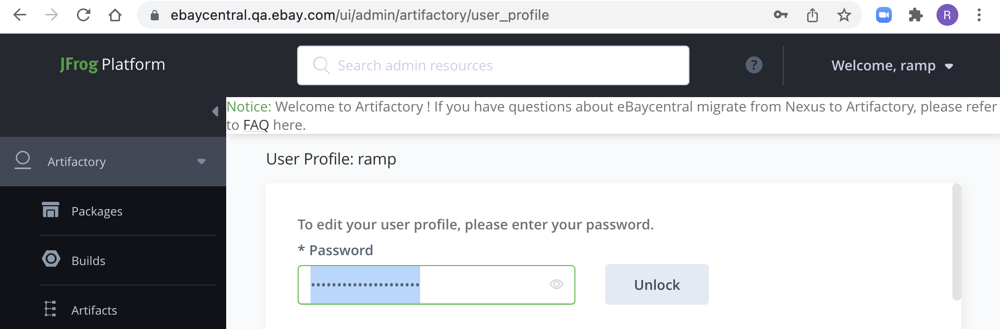 ebaycentral.qa.ebay.com/ui/admin/artifactory/user_profile
R
JFrog Platform
Search admin resources
?
Welcome, ramp
Notice: Welcome to Artifactory ! If you have questions about eBaycentral migrate from Nexus to Artifactory, please refer
to FAQ here.
Artifactory
User Profile: ramp
Packages
To edit your user profile, please enter your password.
* Password
Builds
•••••••••••••••••••••
Unlock
Artifacts